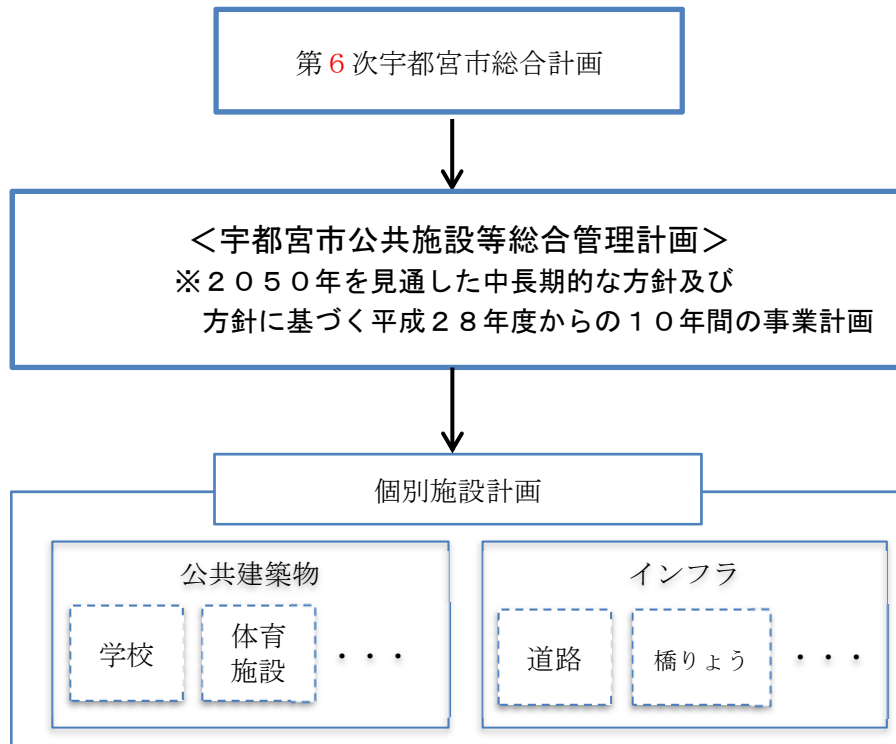 第６次宇都宮市総合計画
＜宇都宮市公共施設等総合管理計画＞
※２０５０年を見通した中長期的な方針及び
方針に基づく平成２８年度からの１０年間の事業計画
個別施設計画
公共建築物
学校
体育
施設
・・・
インフラ
道路
橋りょう
・・・